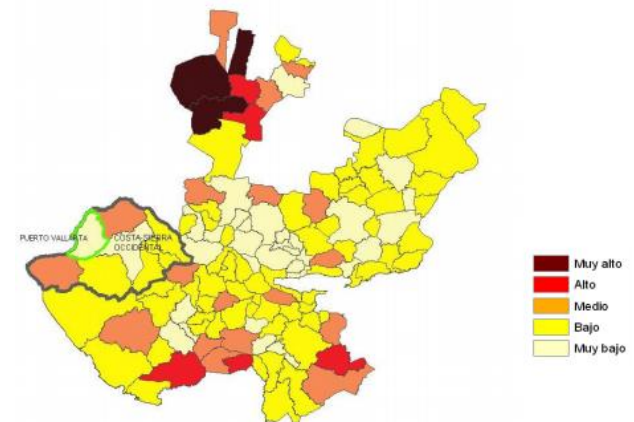 PUERTO VALLARTA
COSTA-SIERRA
OCCIDENTAL
Muy alto
Alto
Medio
Bajo
Muy bajo